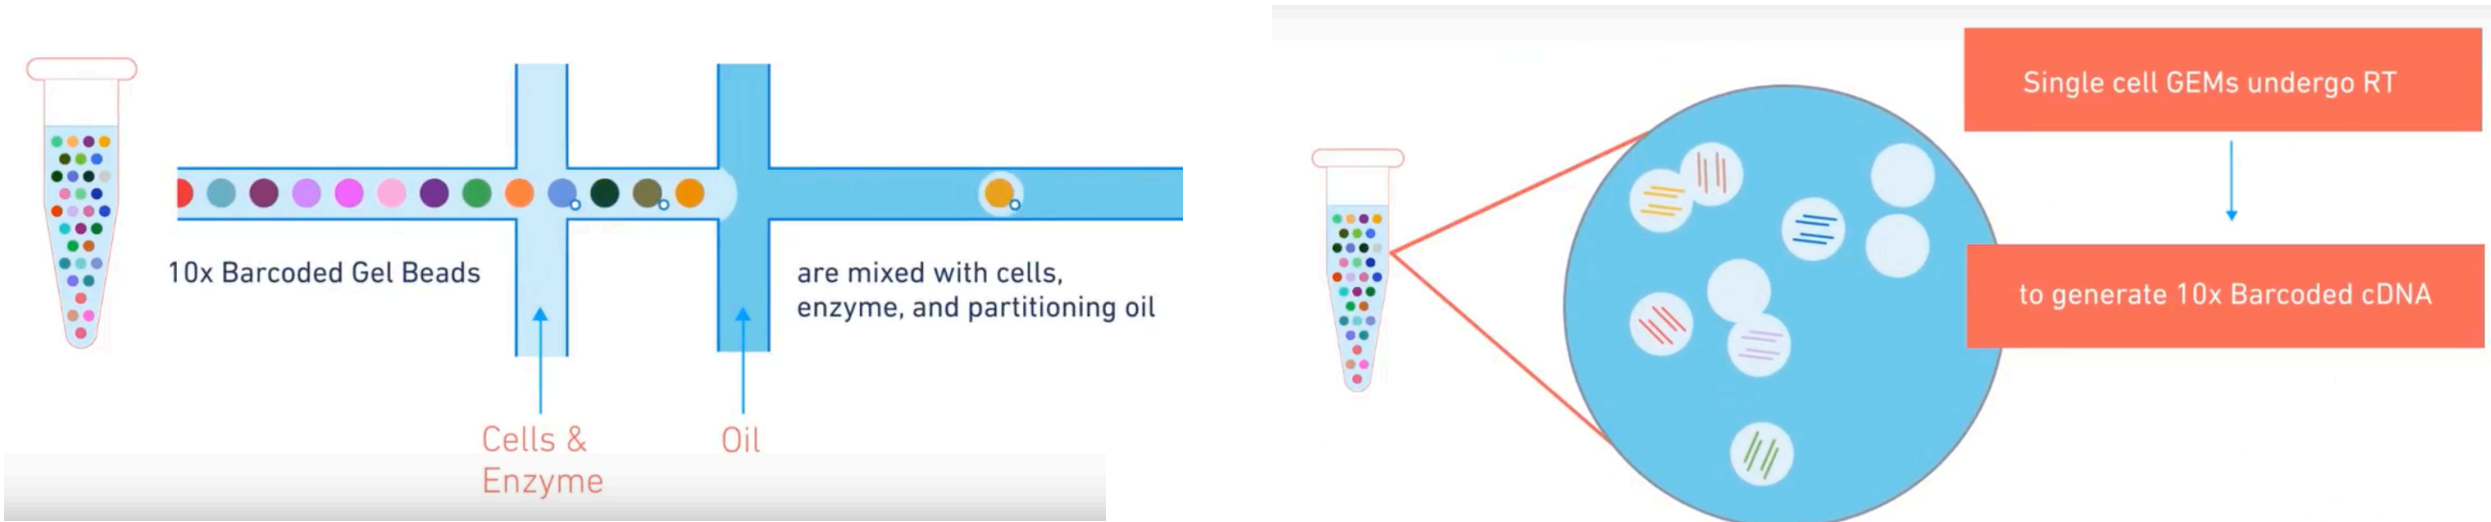 10x Barcoded Gel Beads
are mixed with cells,
enzyme, and partitioning oil
Cells &
Enzyme
Oil
Single cell GEMs undergo RT
to generate 10x Barcoded cDNA